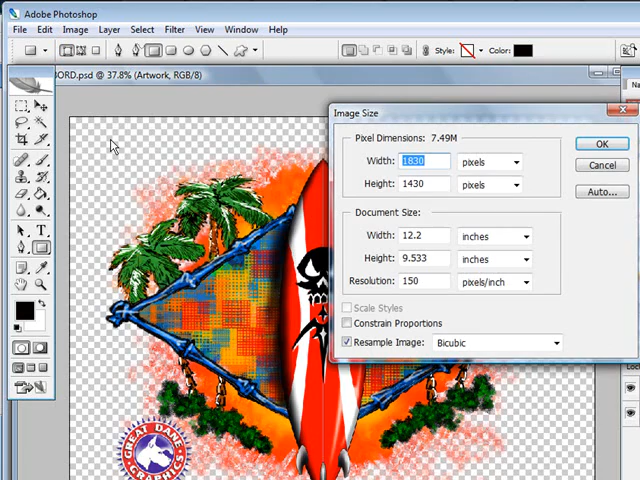 Adobe Photoshop
File Edit Image Layer Select Filter View Window Help
Style: Color:
BORD.psd @ 37.8% (Artwork, RGB/8)
Image Size
Pixel Dimensions: 7.49M
Width: 1830 pixels
Height: 1430 pixels
Document Size:
Width: 12.2 inches
Height: 9.533 inches
Resolution: 150 pixels/inch
Scale Styles
Constrain Proportions
Resample Image: Bicubic
OK
Cancel
Auto...
GREAT DANE
GRAPHICS